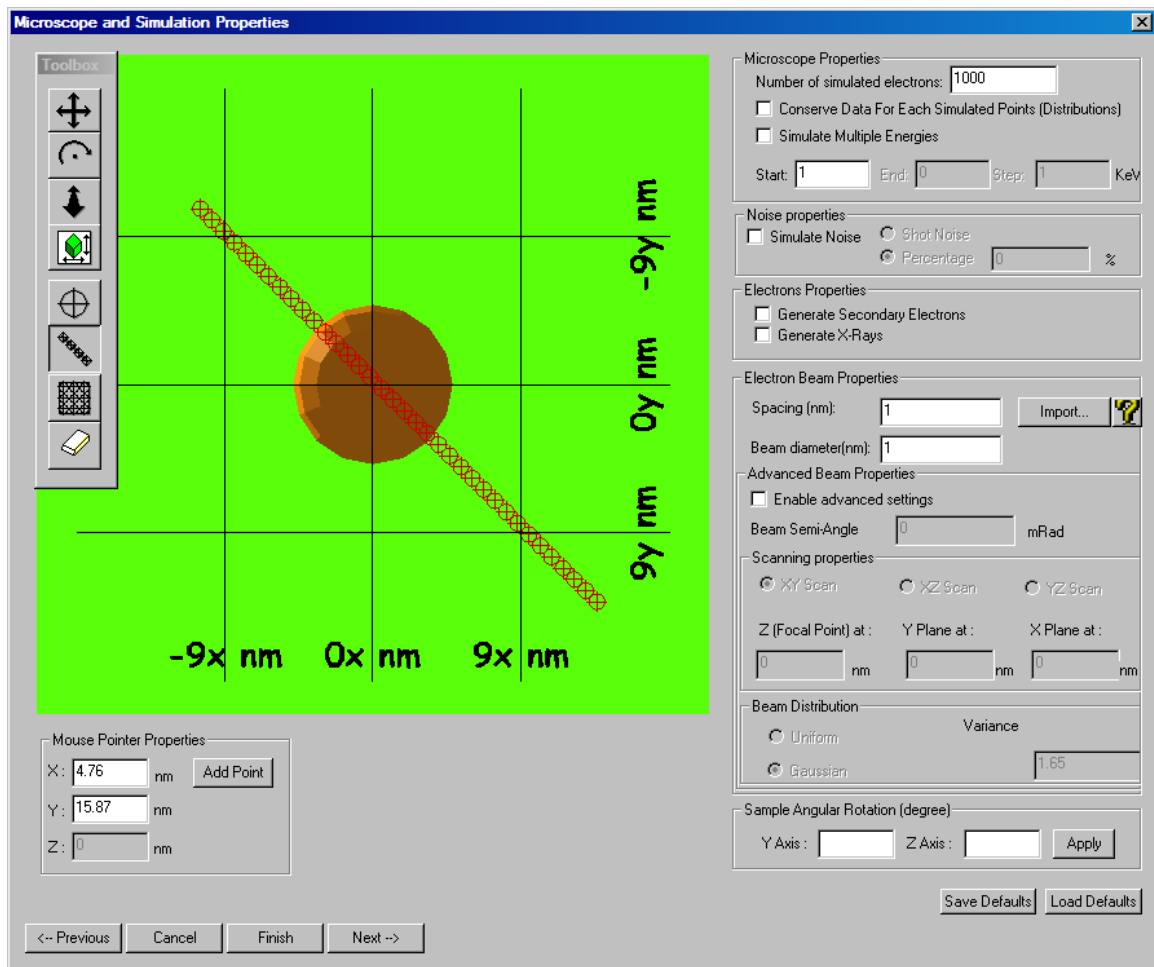 Microscope and Simulation Properties
Toolbox
-9y nm
0y nm
9y nm
-9x nm 0x nm 9x nm
Mouse Pointer Properties
X: 4.76 nm Add Point
Y: 15.87 nm
Z: 0 nm
<-- Previous Cancel Finish Next -->
Microscope Properties
Number of simulated electrons: 1000
Conserve Data For Each Simulated Points (Distributions)
Simulate Multiple Energies
Start: 1 End: 0 Step: 1 KeV
Noise properties
Simulate Noise Shot Noise
Percentage 0 %
Electrons Properties
Generate Secondary Electrons
Generate X-Rays
Electron Beam Properties
Spacing (nm): 1 Import... ?
Beam diameter(nm): 1
Advanced Beam Properties
Enable advanced settings
Beam Semi-Angle 0 mRad
Scanning properties
XY Scan XZ Scan YZ Scan
Z (Focal Point) at : Y Plane at : X Plane at :
0 nm 0 nm 0 nm
Beam Distribution
Variance
Uniform
Gaussian 1.65
Sample Angular Rotation (degree)
Y Axis : Z Axis : Apply
Save Defaults Load Defaults